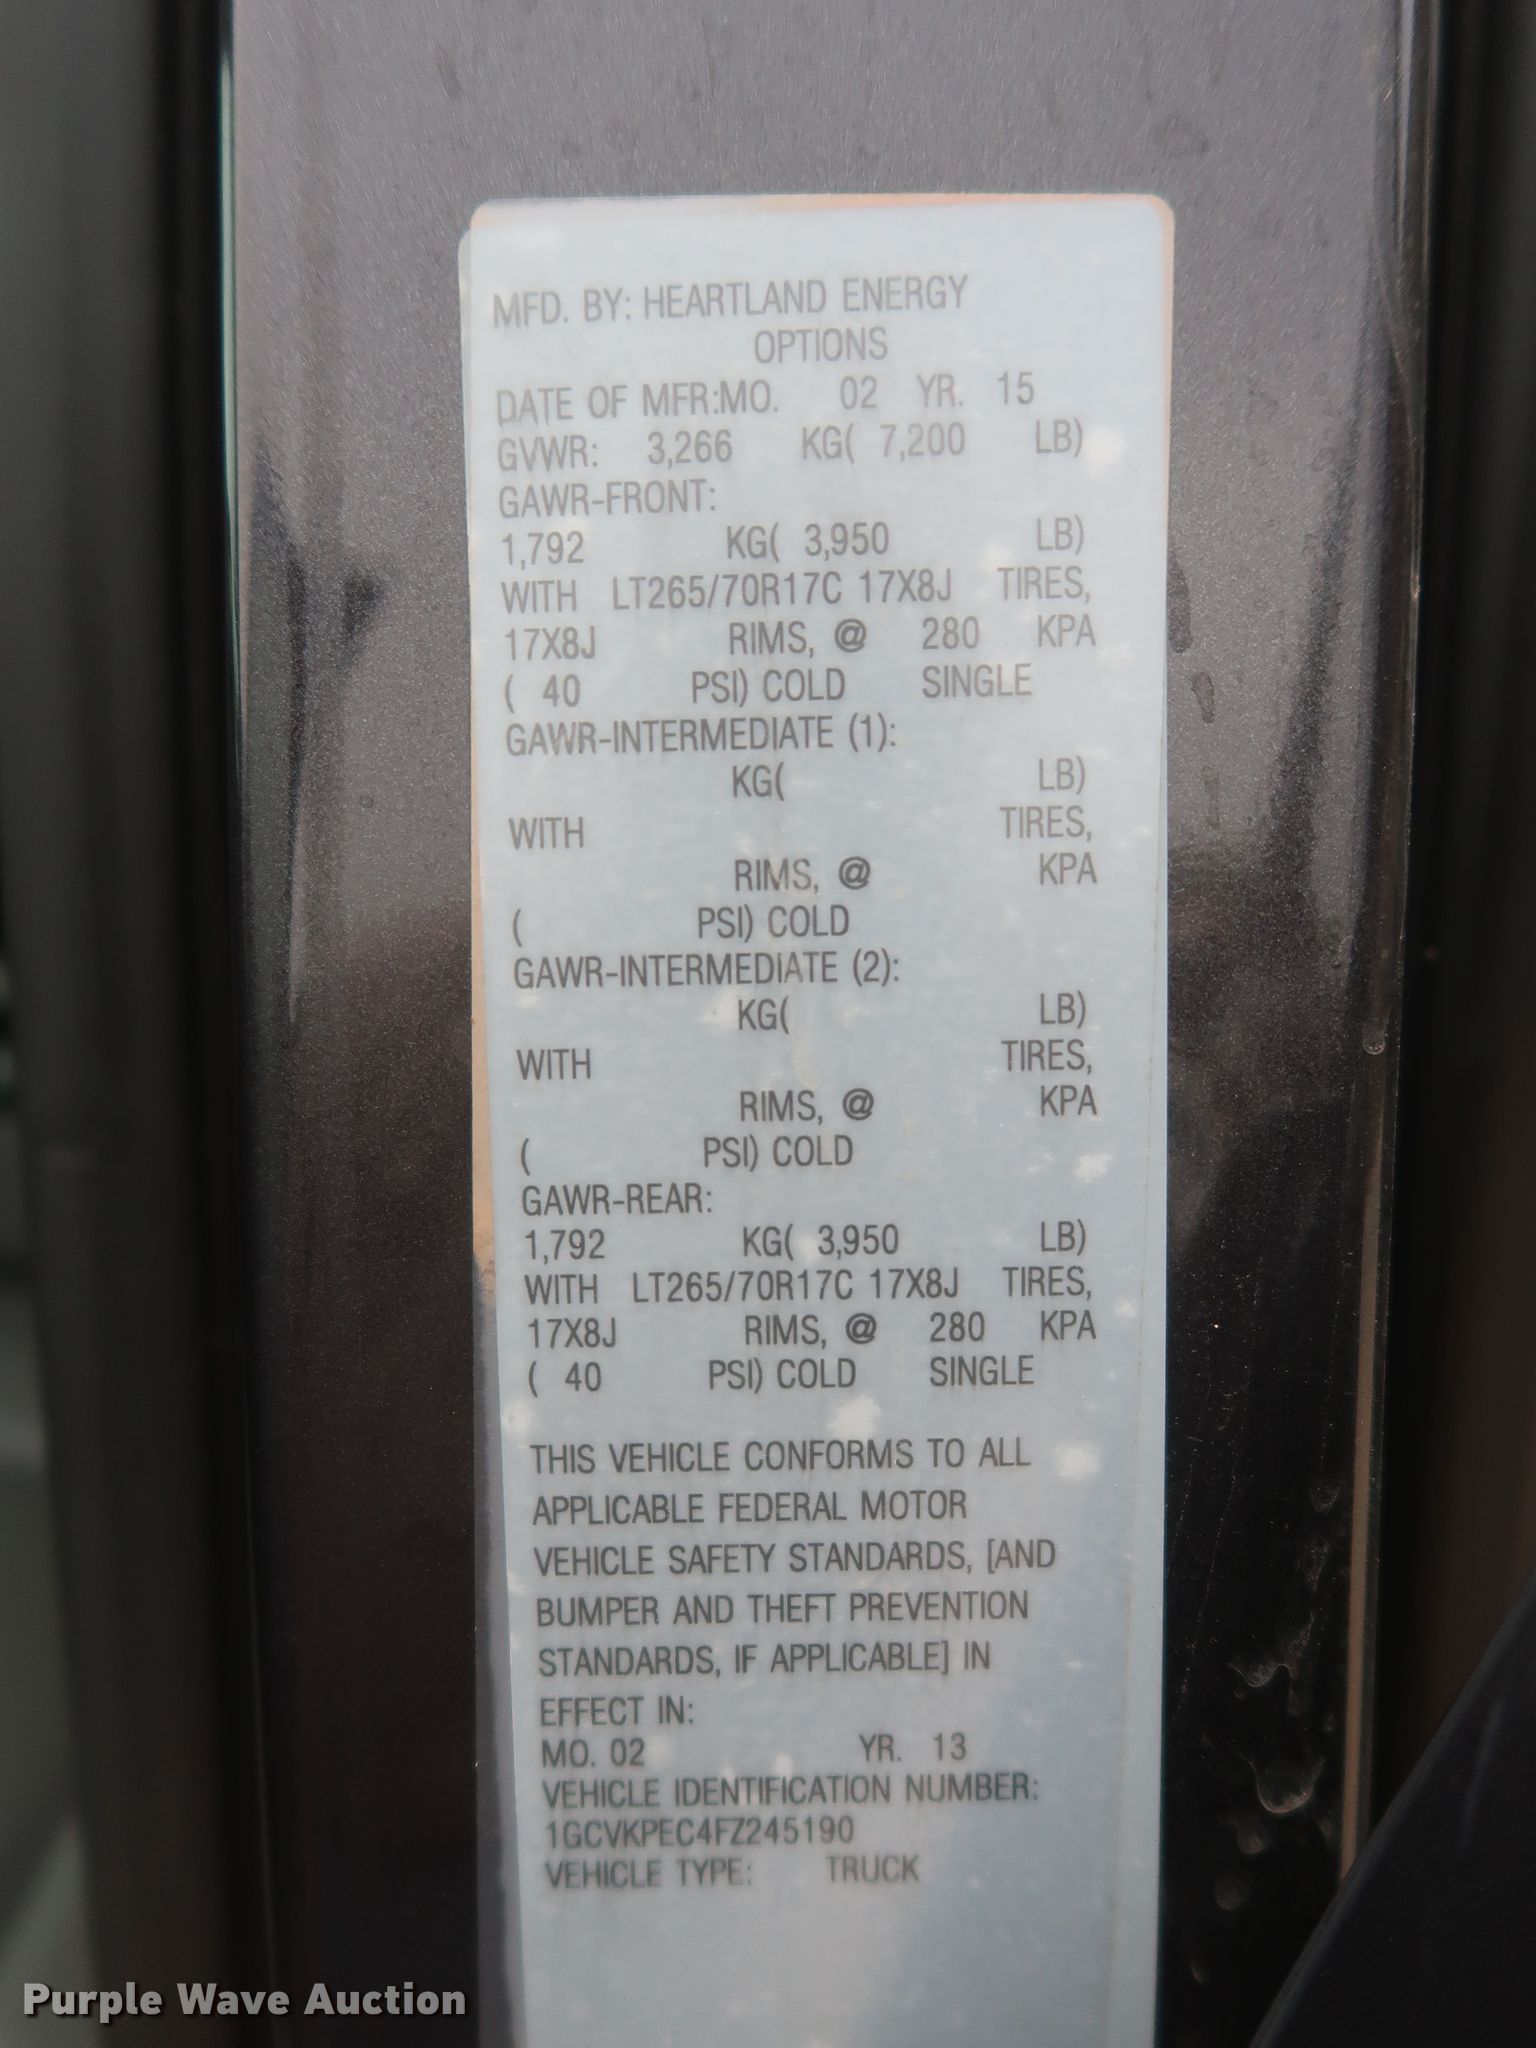 MFD. BY: HEARTLAND ENERGY
OPTIONS
DATE OF MFR:MO. 02 YR. 15
GVWR: 3,266 KG( 7,200 LB)
GAWR-FRONT:
1,792 KG( 3,950 LB)
WITH LT265/70R17C 17X8J TIRES,
17X8J RIMS, @ 280 KPA
( 40 PSI) COLD SINGLE
GAWR-INTERMEDIATE (1):
KG( LB)
WITH TIRES,
RIMS, @ KPA
( PSI) COLD
GAWR-INTERMEDIATE (2):
KG( LB)
WITH TIRES,
RIMS, @ KPA
( PSI) COLD
GAWR-REAR:
1,792 KG( 3,950 LB)
WITH LT265/70R17C 17X8J TIRES,
17X8J RIMS, @ 280 KPA
( 40 PSI) COLD SINGLE
THIS VEHICLE CONFORMS TO ALL
APPLICABLE FEDERAL MOTOR
VEHICLE SAFETY STANDARDS, [AND
BUMPER AND THEFT PREVENTION
STANDARDS, IF APPLICABLE] IN
EFFECT IN:
MO. 02 YR. 13
VEHICLE IDENTIFICATION NUMBER:
1GCVKPEC4FZ245190
VEHICLE TYPE: TRUCK
Purple Wave Auction